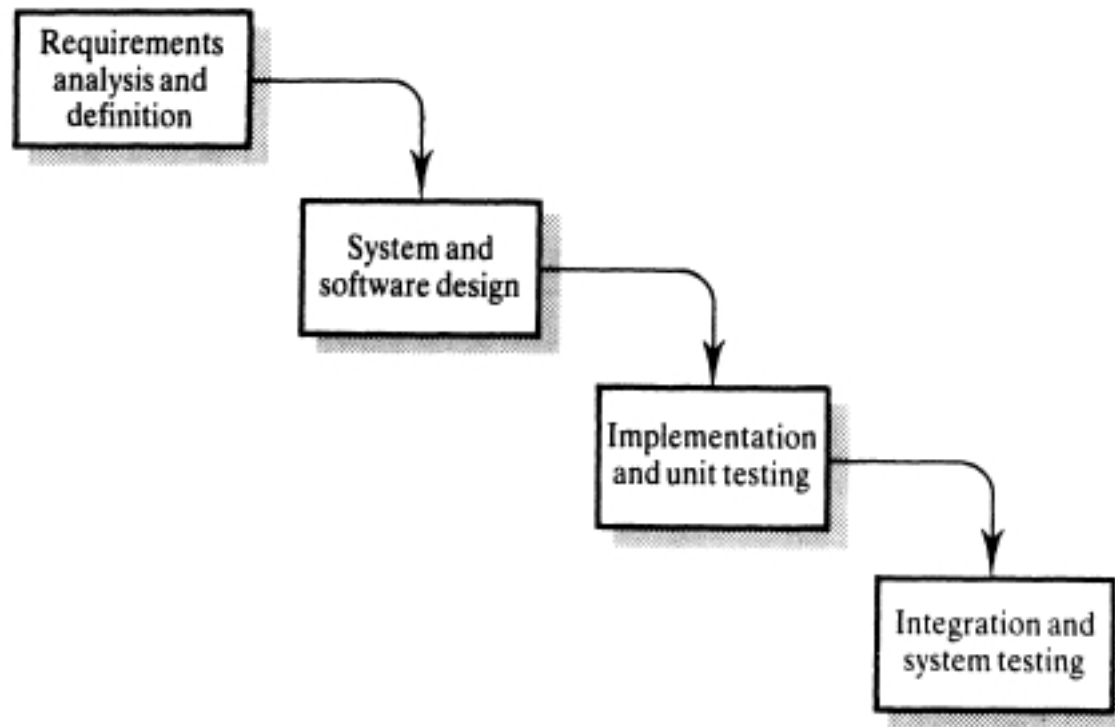 Requirements
analysis and
definition
System and
software design
Implementation
and unit testing
Integration and
system testing